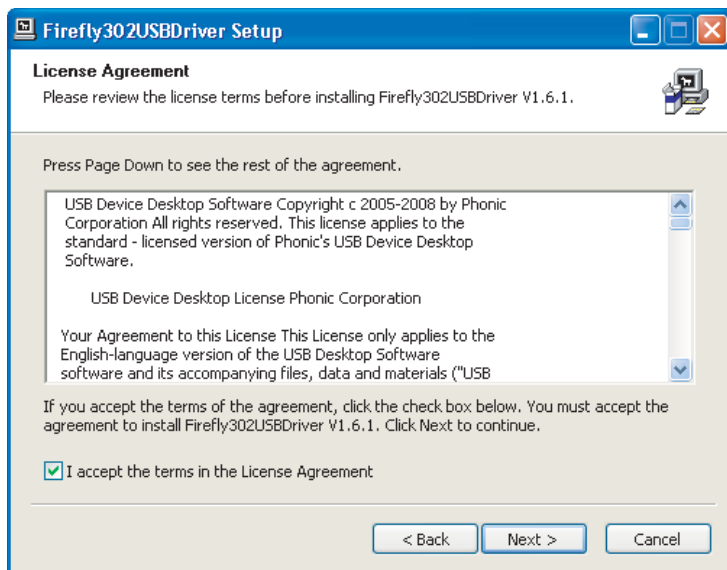 Firefly302USBDriver Setup
License Agreement
Please review the license terms before installing Firefly302USBDriver V1.6.1.
Press Page Down to see the rest of the agreement.
USB Device Desktop Software Copyright c 2005-2008 by Phonic
Corporation All rights reserved. This license applies to the
standard - licensed version of Phonic's USB Device Desktop
Software.
USB Device Desktop License Phonic Corporation
Your Agreement to this License This License only applies to the
English-language version of the USB Desktop Software
software and its accompanying files, data and materials ("USB
If you accept the terms of the agreement, click the check box below. You must accept the
agreement to install Firefly302USBDriver V1.6.1. Click Next to continue.
I accept the terms in the License Agreement
< Back Next > Cancel